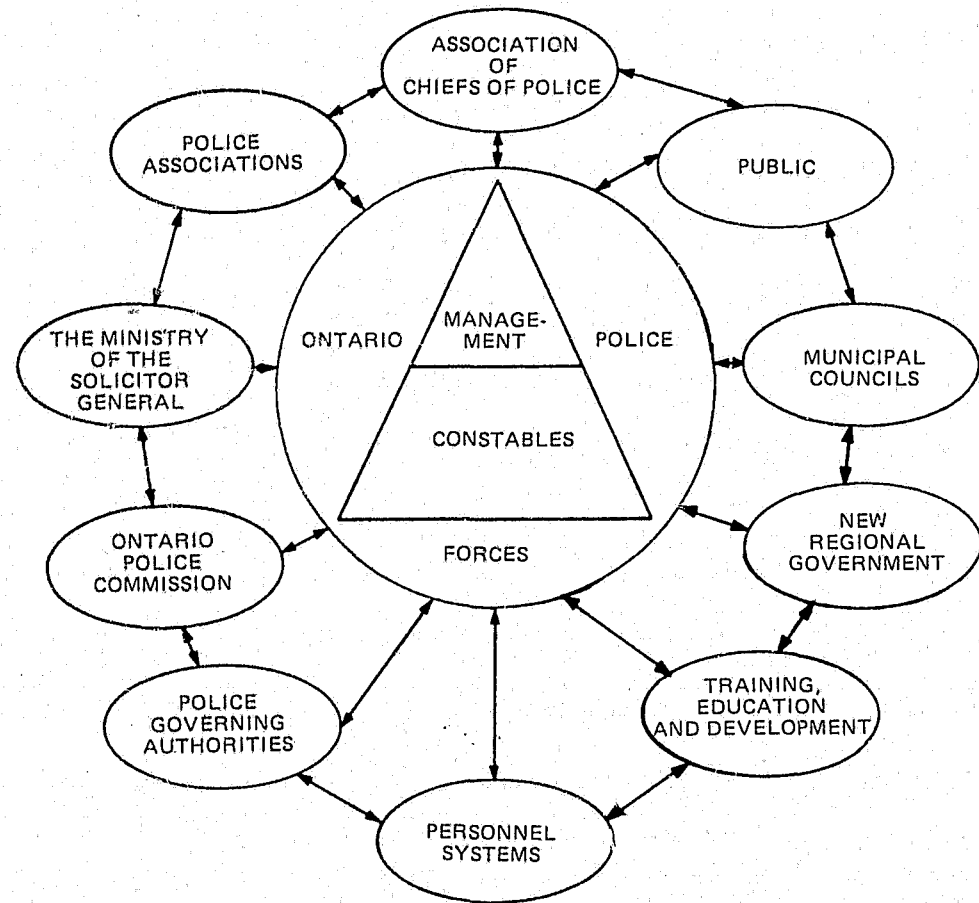 ASSOCIATION
OF
CHIEFS OF POLICE
POLICE
ASSOCIATIONS
PUBLIC
THE MINISTRY
OF THE
SOLICITOR
GENERAL
ONTARIO
MANAGE-
MENT
POLICE
MUNICIPAL
COUNCILS
CONSTABLES
ONTARIO
POLICE
COMMISSION
FORCES
NEW
REGIONAL
GOVERNMENT
POLICE
GOVERNING
AUTHORITIES
TRAINING,
EDUCATION
AND DEVELOPMENT
PERSONNEL
SYSTEMS